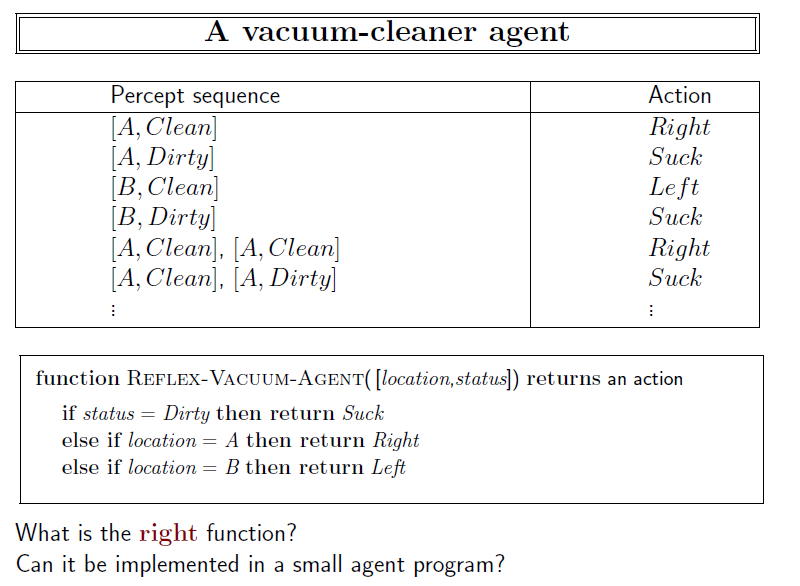 A vacuum-cleaner agent
Percept sequence Action
[A, Clean] Right
[A, Dirty] Suck
[B, Clean] Left
[B, Dirty] Suck
[A, Clean], [A, Clean] Right
[A, Clean], [A, Dirty] Suck
⋮ ⋮
function REFLEX-VACUUM-AGENT( [location,status]) returns an action
if status = Dirty then return Suck
else if location = A then return Right
else if location = B then return Left
What is the right function?
Can it be implemented in a small agent program?